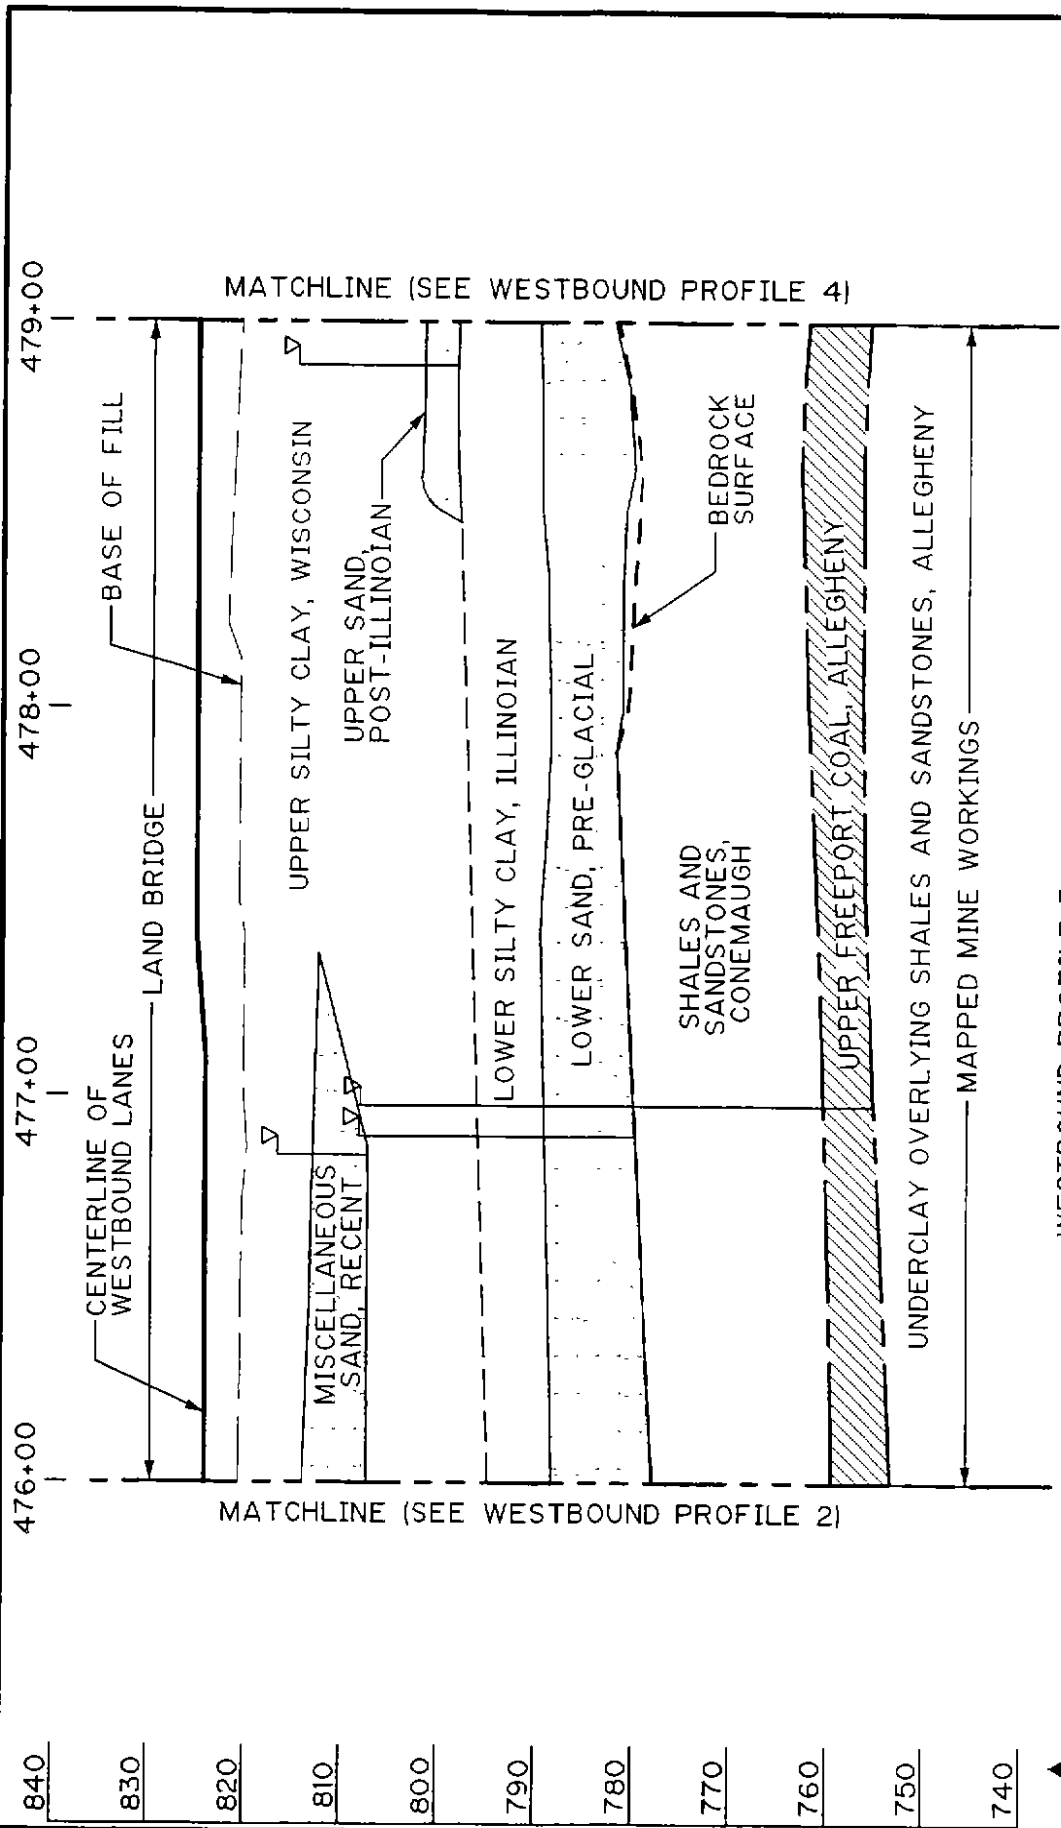 476+00
477+00
478+00
479+00
840
830
820
810
800
790
780
770
760
750
740
CENTERLINE OF
WESTBOUND LANES
LAND BRIDGE
BASE OF FILL
MATCHLINE (SEE WESTBOUND PROFILE 2)
MATCHLINE (SEE WESTBOUND PROFILE 4)
MISCELLANEOUS
SAND, RECENT
UPPER SILTY CLAY, WISCONSIN
UPPER SAND,
POST-ILLINOIAN
LOWER SILTY CLAY, ILLINOIAN
LOWER SAND, PRE-GLACIAL
BEDROCK
SURFACE
SHALES AND
SANDSTONES,
CONEMAUGH
UPPER FREEPORT COAL, ALLEGHENY
UNDERCLAY OVERLYING SHALES AND SANDSTONES, ALLEGHENY
MAPPED MINE WORKINGS